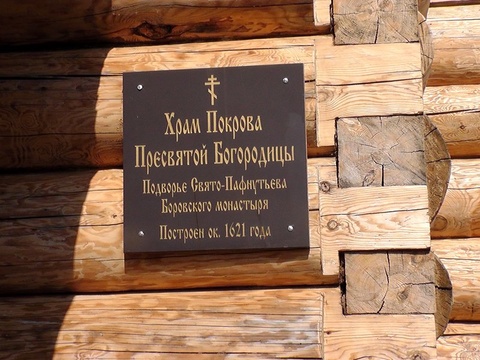 Храм Покрова
Пресвятой Богородицы
Подворье Свято-Пафнутьева
Боровского монастыря
Построен ок. 1621 года